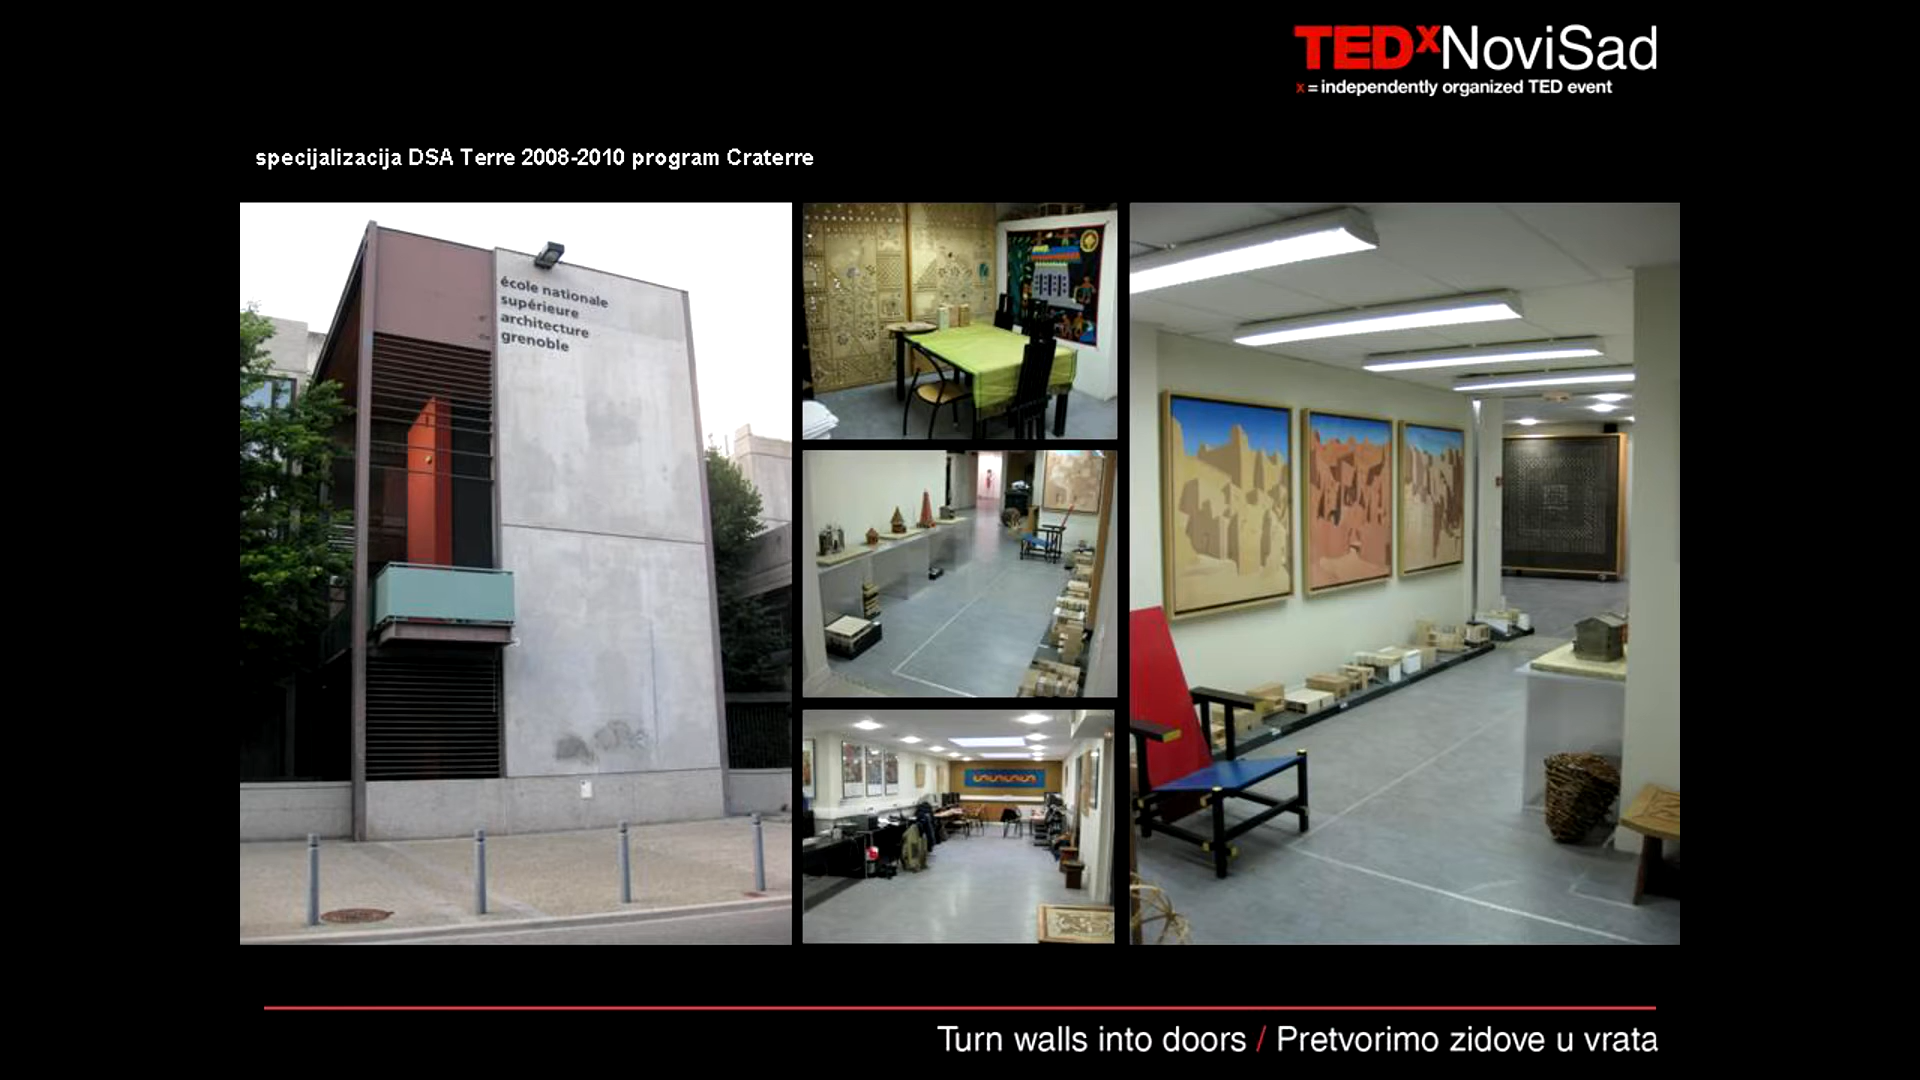 TEDxNoviSad
x = independently organized TED event
specijalizacija DSA Terre 2008-2010 program Craterre
école nationale
supérieure
architecture
grenoble
Turn walls into doors / Pretvorimo zidove u vrata